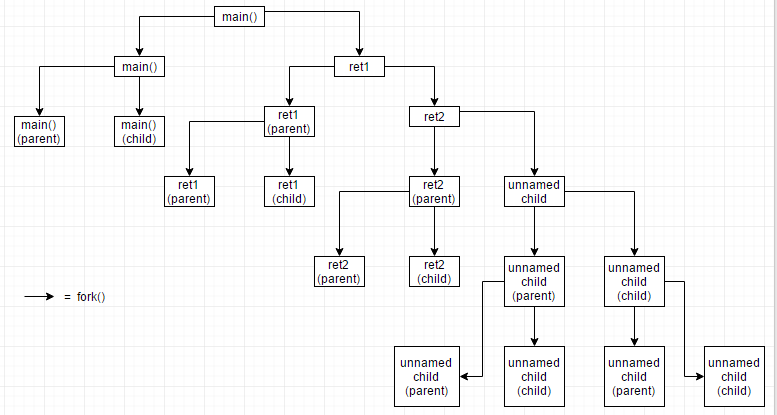 main()
main()
ret1
main()
(parent)
main()
(child)
ret1
(parent)
ret2
ret1
(parent)
ret1
(child)
ret2
(parent)
unnamed
child
ret2
(parent)
ret2
(child)
unnamed
child
(parent)
unnamed
child
(child)
= fork()
unnamed
child
(parent)
unnamed
child
(child)
unnamed
child
(parent)
unnamed
child
(child)